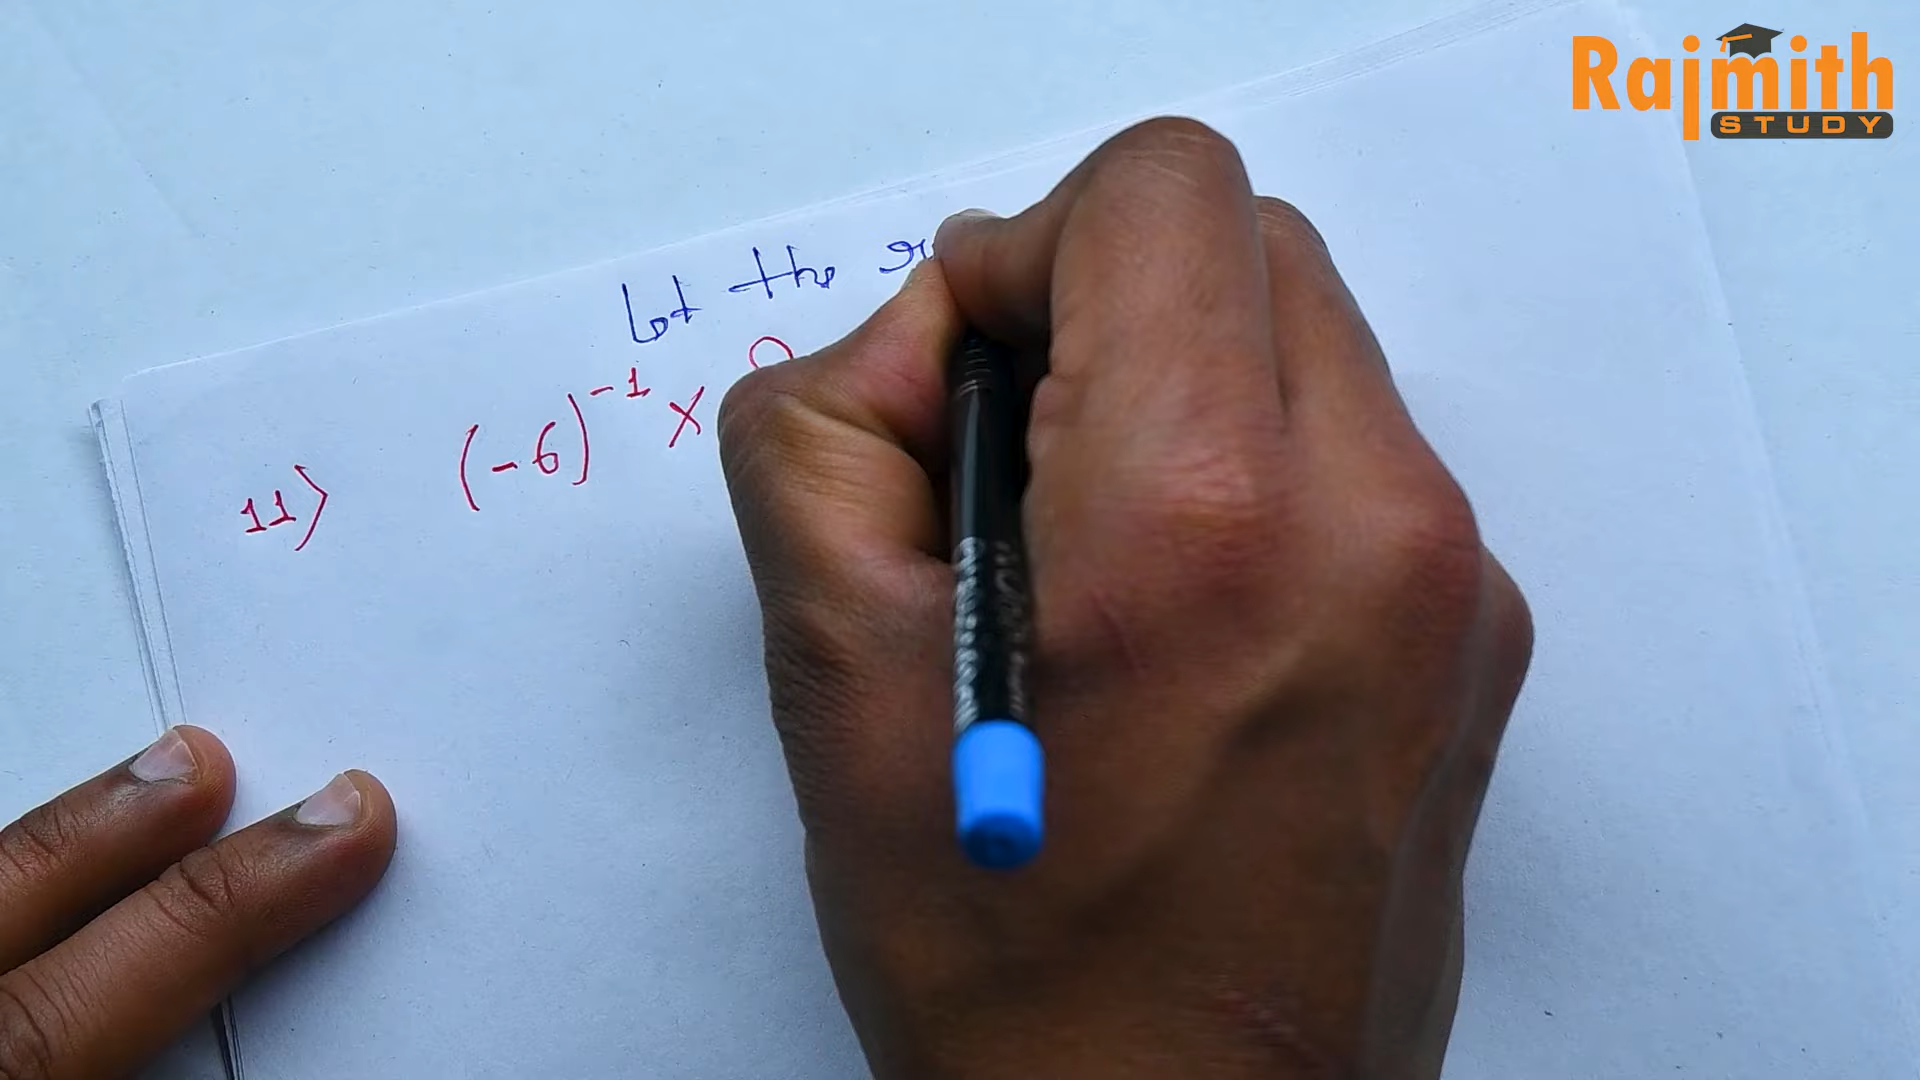 Rajmith
STUDY
let the
11) (-6)⁻¹ ×